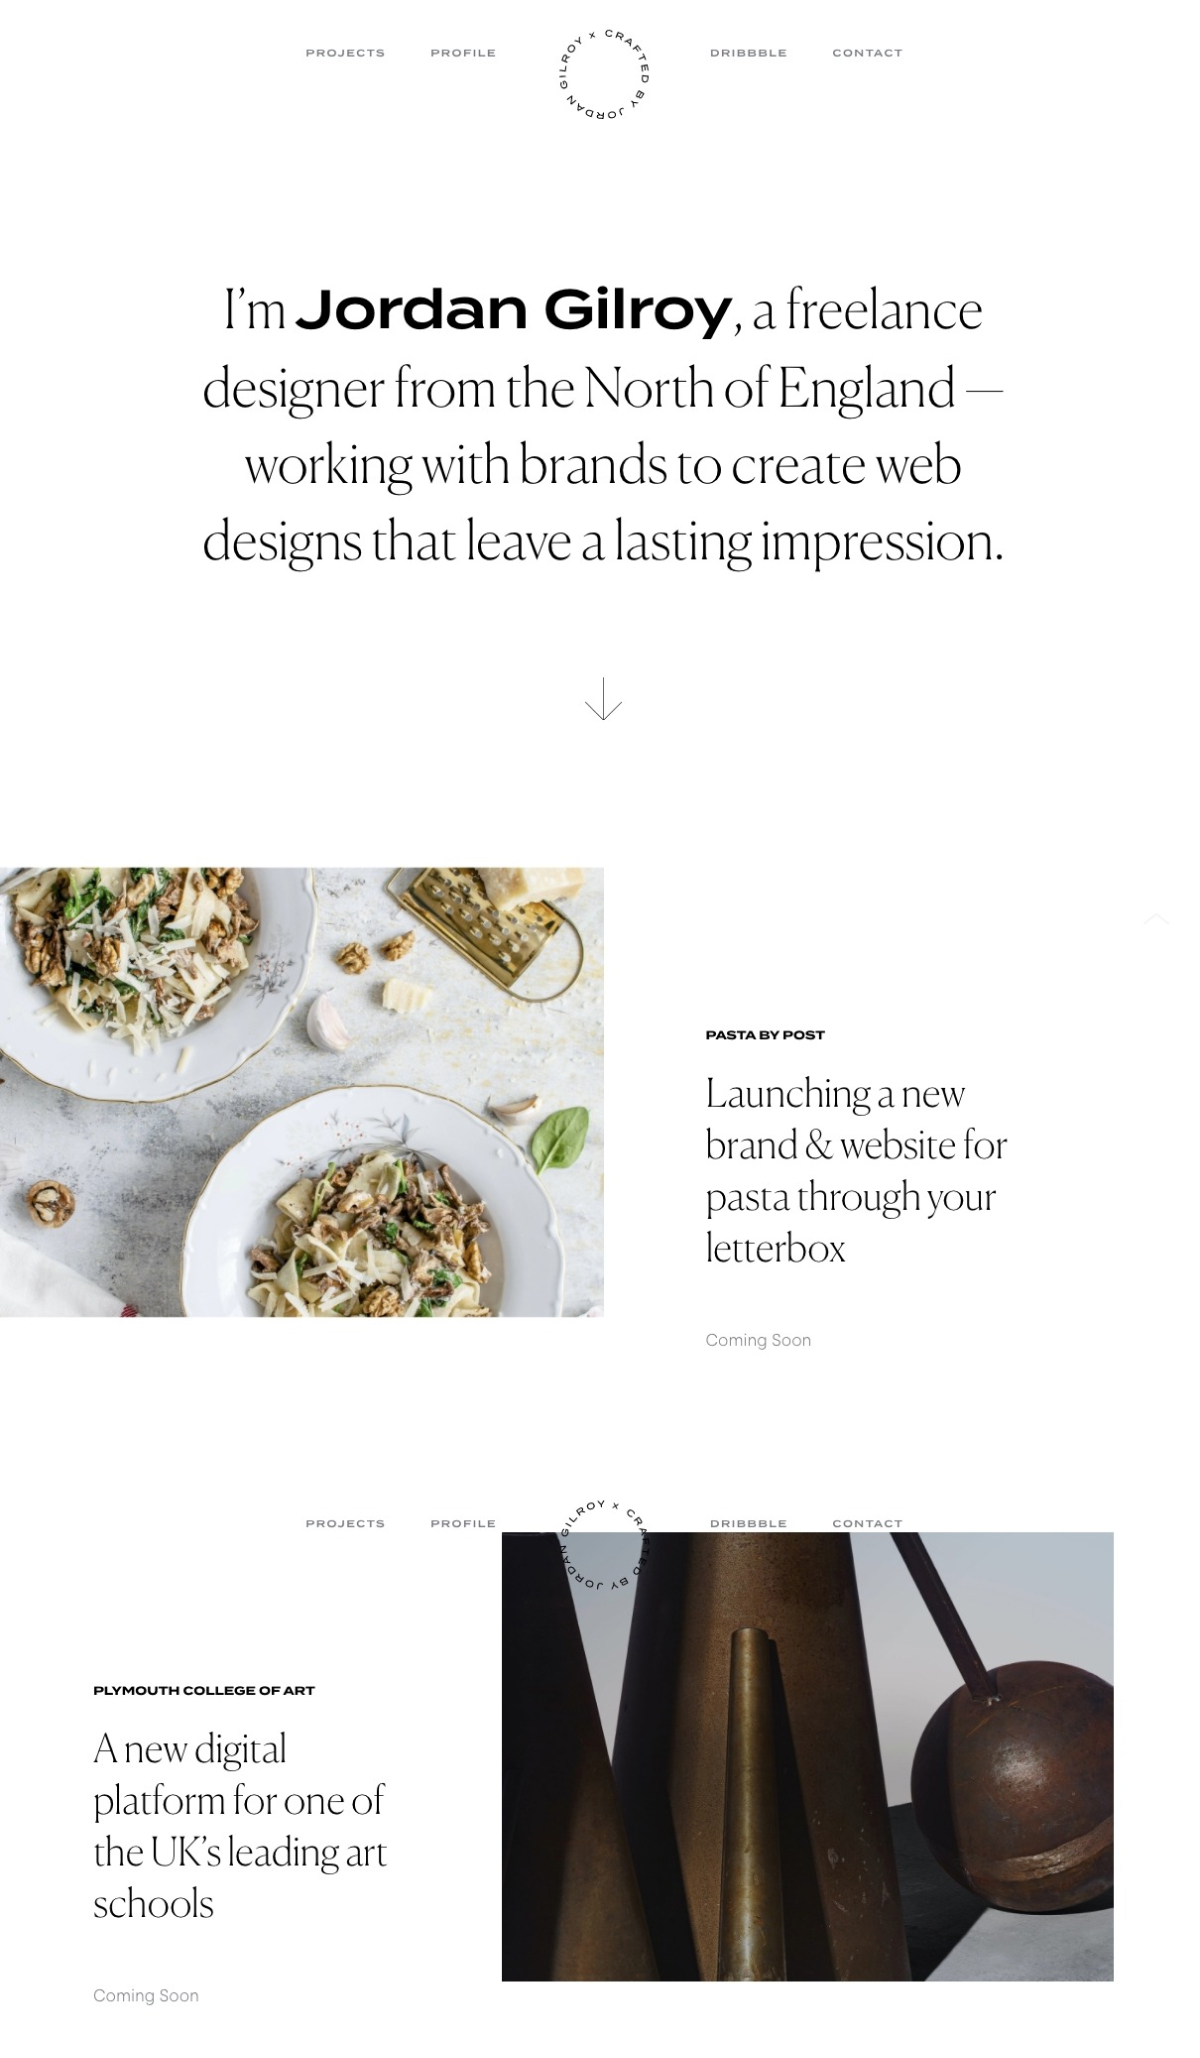 PROJECTS PROFILE DRIBBBLE CONTACT
CRAFTED BY JORDAN GILROY ×
I’m Jordan Gilroy, a freelance
designer from the North of England —
working with brands to create web
designs that leave a lasting impression.
PASTA BY POST
Launching a new
brand & website for
pasta through your
letterbox
Coming Soon
PROJECTS PROFILE DRIBBBLE CONTACT
CRAFTED BY JORDAN GILROY ×
PLYMOUTH COLLEGE OF ART
A new digital
platform for one of
the UK’s leading art
schools
Coming Soon